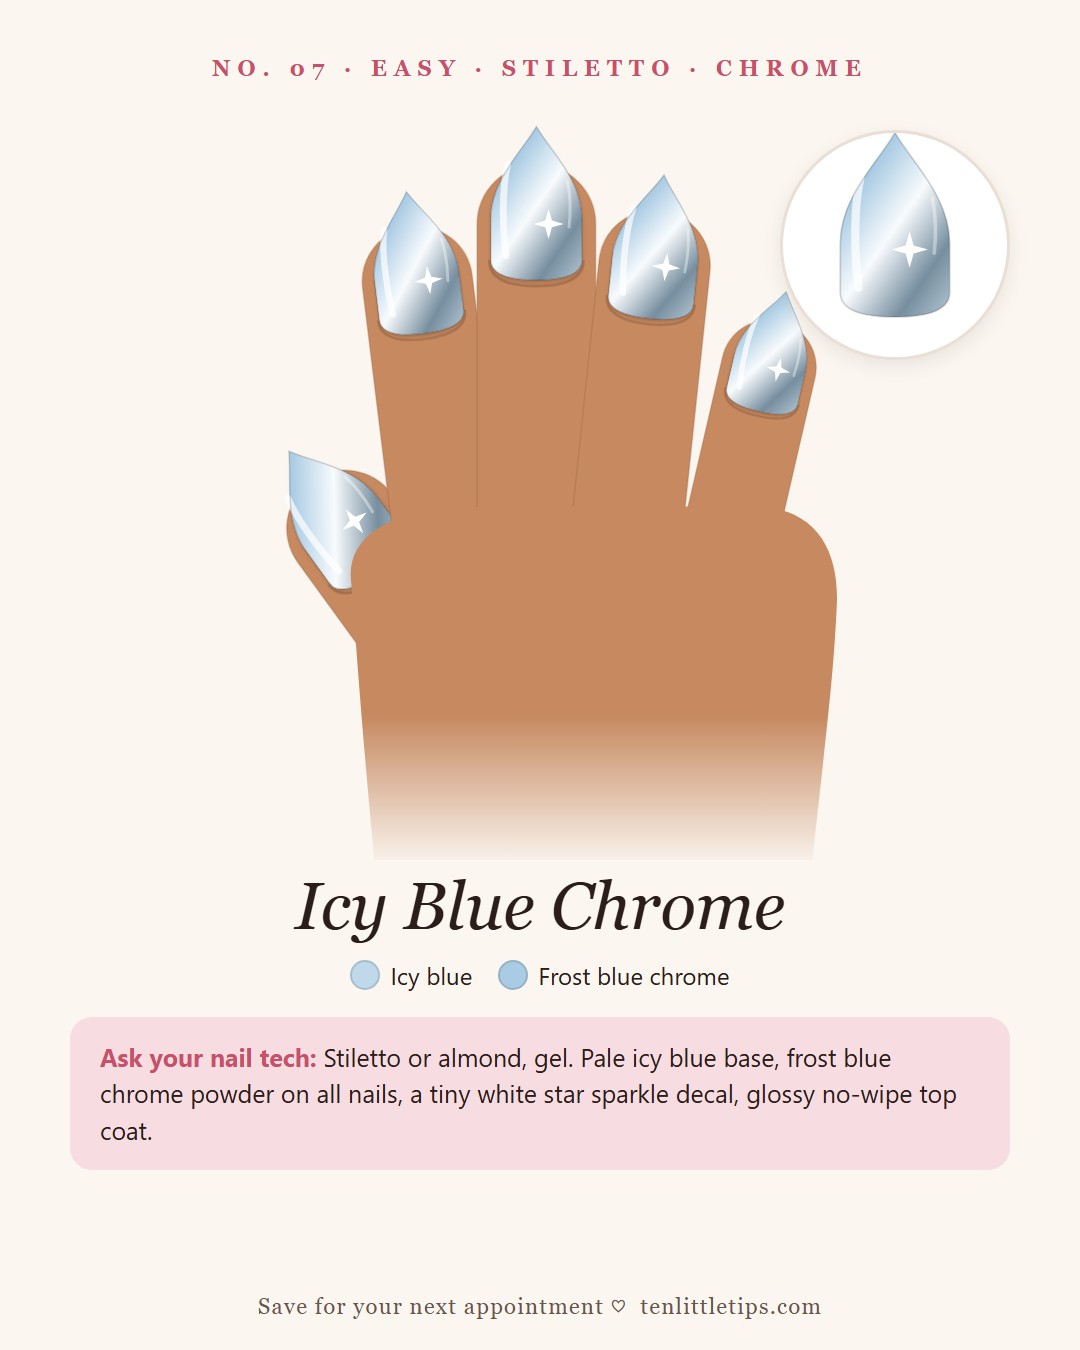 NO. 07 · EASY · STILETTO · CHROME
Icy Blue Chrome
Icy blue Frost blue chrome
Ask your nail tech: Stiletto or almond, gel. Pale icy blue base, frost blue
chrome powder on all nails, a tiny white star sparkle decal, glossy no-wipe top
coat.
Save for your next appointment ♡ tenlittletips.com